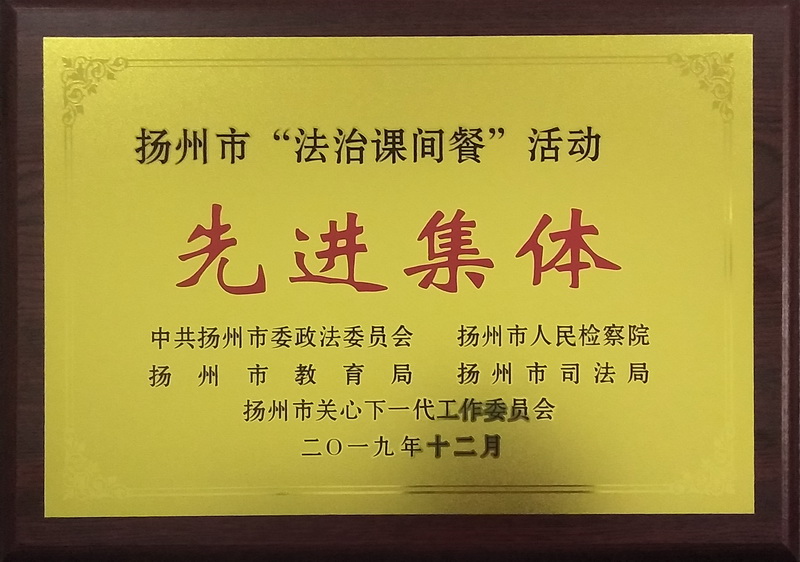 扬州市“法治课间餐”活动
先进集体
中共扬州市委政法委员会 扬州市人民检察院
扬州市教育局 扬州市司法局
扬州市关心下一代工作委员会
二〇一九年十二月